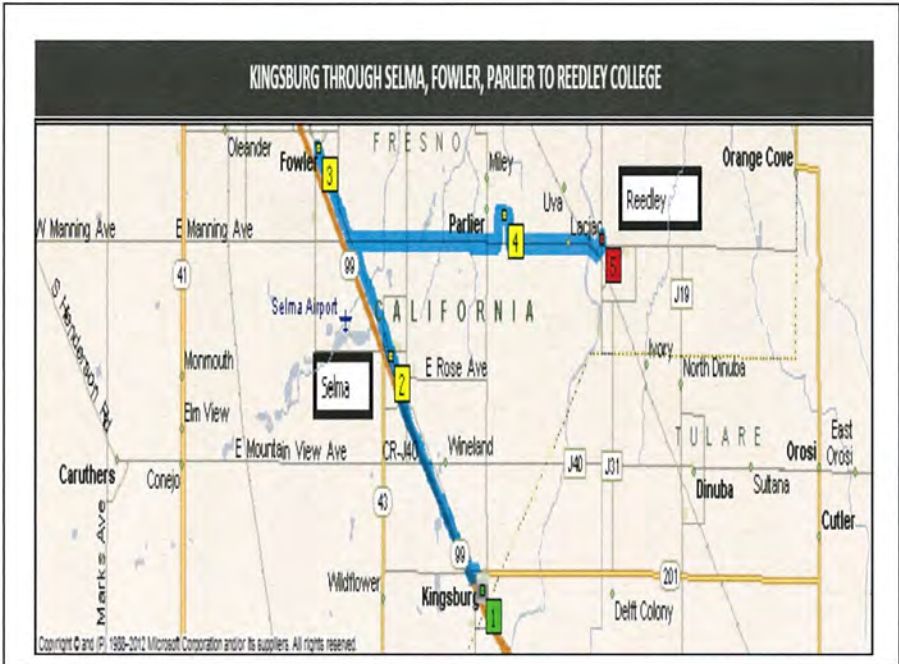 KINGSBURG THROUGH SELMA, FOWLER, PARLIER TO REEDLEY COLLEGE
Oleander
FRESNO
Fowler
3
Miley
Orange Cove
Uva
Reedley
W Manning Ave
E Manning Ave
Parlier
4
Lacjac
5
41
99
J19
S Henderson Rd
Selma Airport
CALIFORNIA
Monmouth
Selma
2
E Rose Ave
Ivory
North Dinuba
Elm View
TULARE
E Mountain View Ave
CR-J40
Wineland
J40
J31
Orosi
East Orosi
Caruthers
Conejo
Dinuba
Sultana
Marks Ave
43
Cutler
99
Wildflower
Kingsburg
1
201
Delft Colony
Copyright © and (P) 1988-2012 Microsoft Corporation and/or its suppliers. All rights reserved.